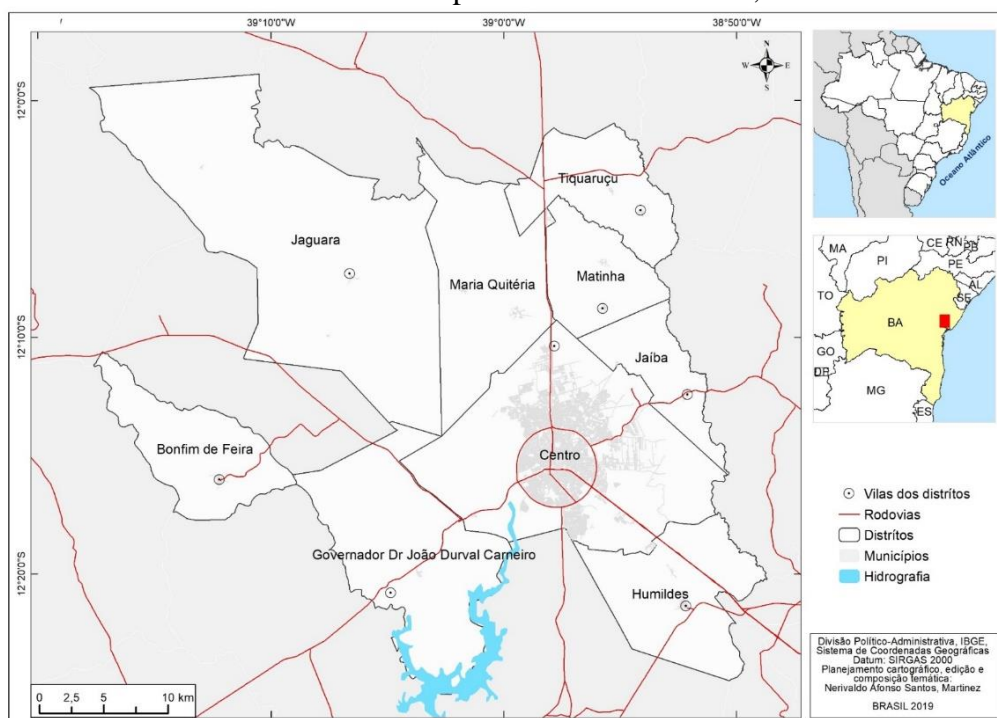 39°10'0"W
39°0'0"W
38°50'0"W
12°0'0"S
12°10'0"S
12°20'0"S
N
W
E
S
Tiquaruçu
Jaguara
Maria Quitéria
Matinha
Jaíba
Bonfim de Feira
Centro
Governador Dr João Durval Carneiro
Humildes
0 2,5 5 10 km
Oceano Atlântico
MA
PI
CE
RN
PB
PE
AL
SE
TO
BA
GO
DF
MG
ES
Vilas dos distrítos
Rodovias
Distrítos
Municípios
Hidrografia
Divisão Político-Administrativa, IBGE,
Sistema de Coordenadas Geográficas
Datum: SIRGAS 2000
Planejamento cartográfico, edição e
composição temática:
Nerivaldo Afonso Santos, Martinez
BRASIL 2019